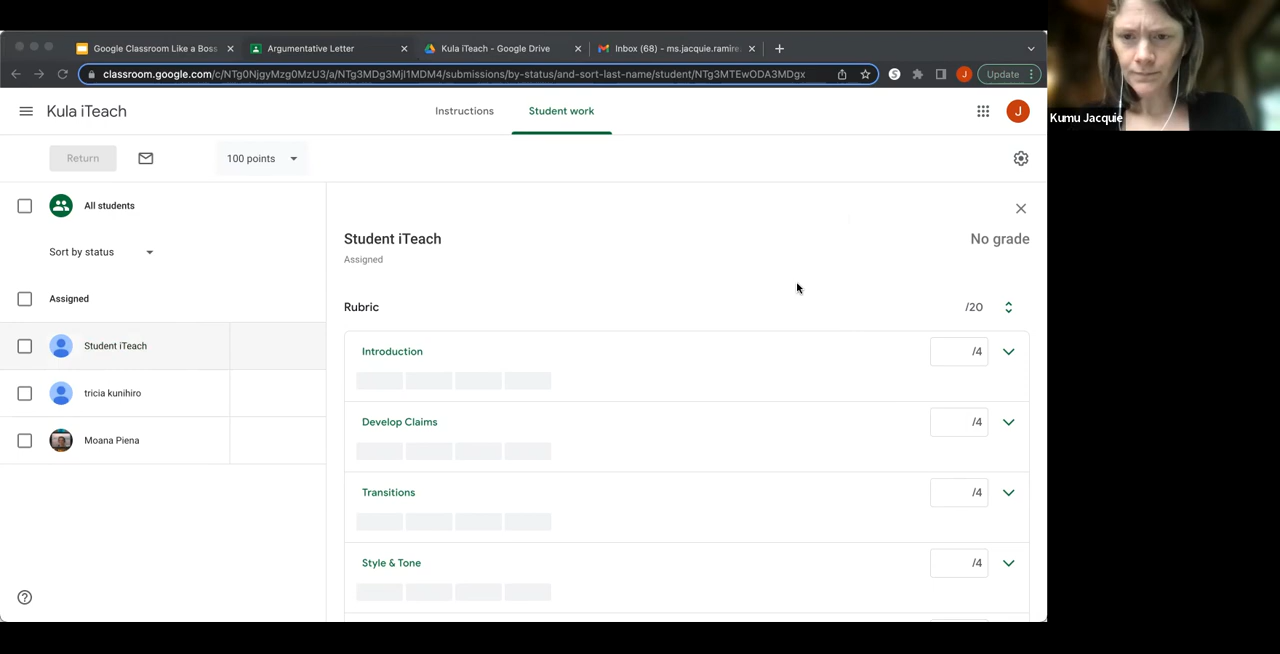 Google Classroom Like a Boss
Argumentative Letter
Kula iTeach - Google Drive
Inbox (68) - ms.jacquie.ramire
classroom.google.com/c/NTg0NjgyMzg0MzU3/a/NTg3MDg3MjI1MDM4/submissions/by-status/and-sort-last-name/student/NTg3MTEwODA3MDgx
J
Update
Kumu Jacquie
Kula iTeach
Instructions
Student work
J
Return
100 points
All students
Sort by status
Assigned
Student iTeach
tricia kunihiro
Moana Piena
Student iTeach
No grade
Assigned
Rubric
/20
Introduction
/4
Develop Claims
/4
Transitions
/4
Style & Tone
/4